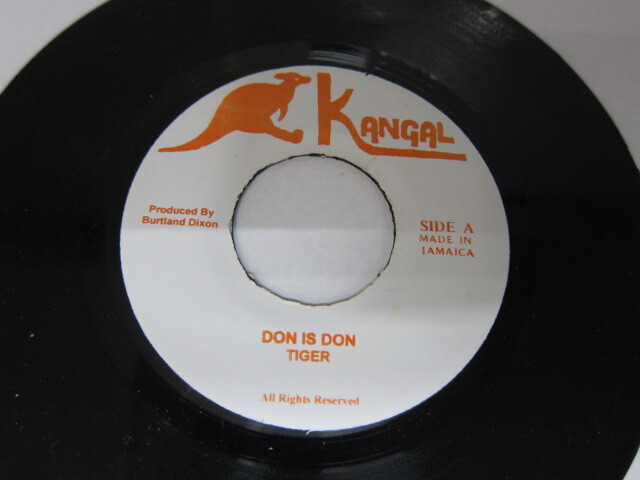 KANGAL
Produced By
Burtland Dixon
SIDE A
MADE IN
JAMAICA
DON IS DON
TIGER
All Rights Reserved